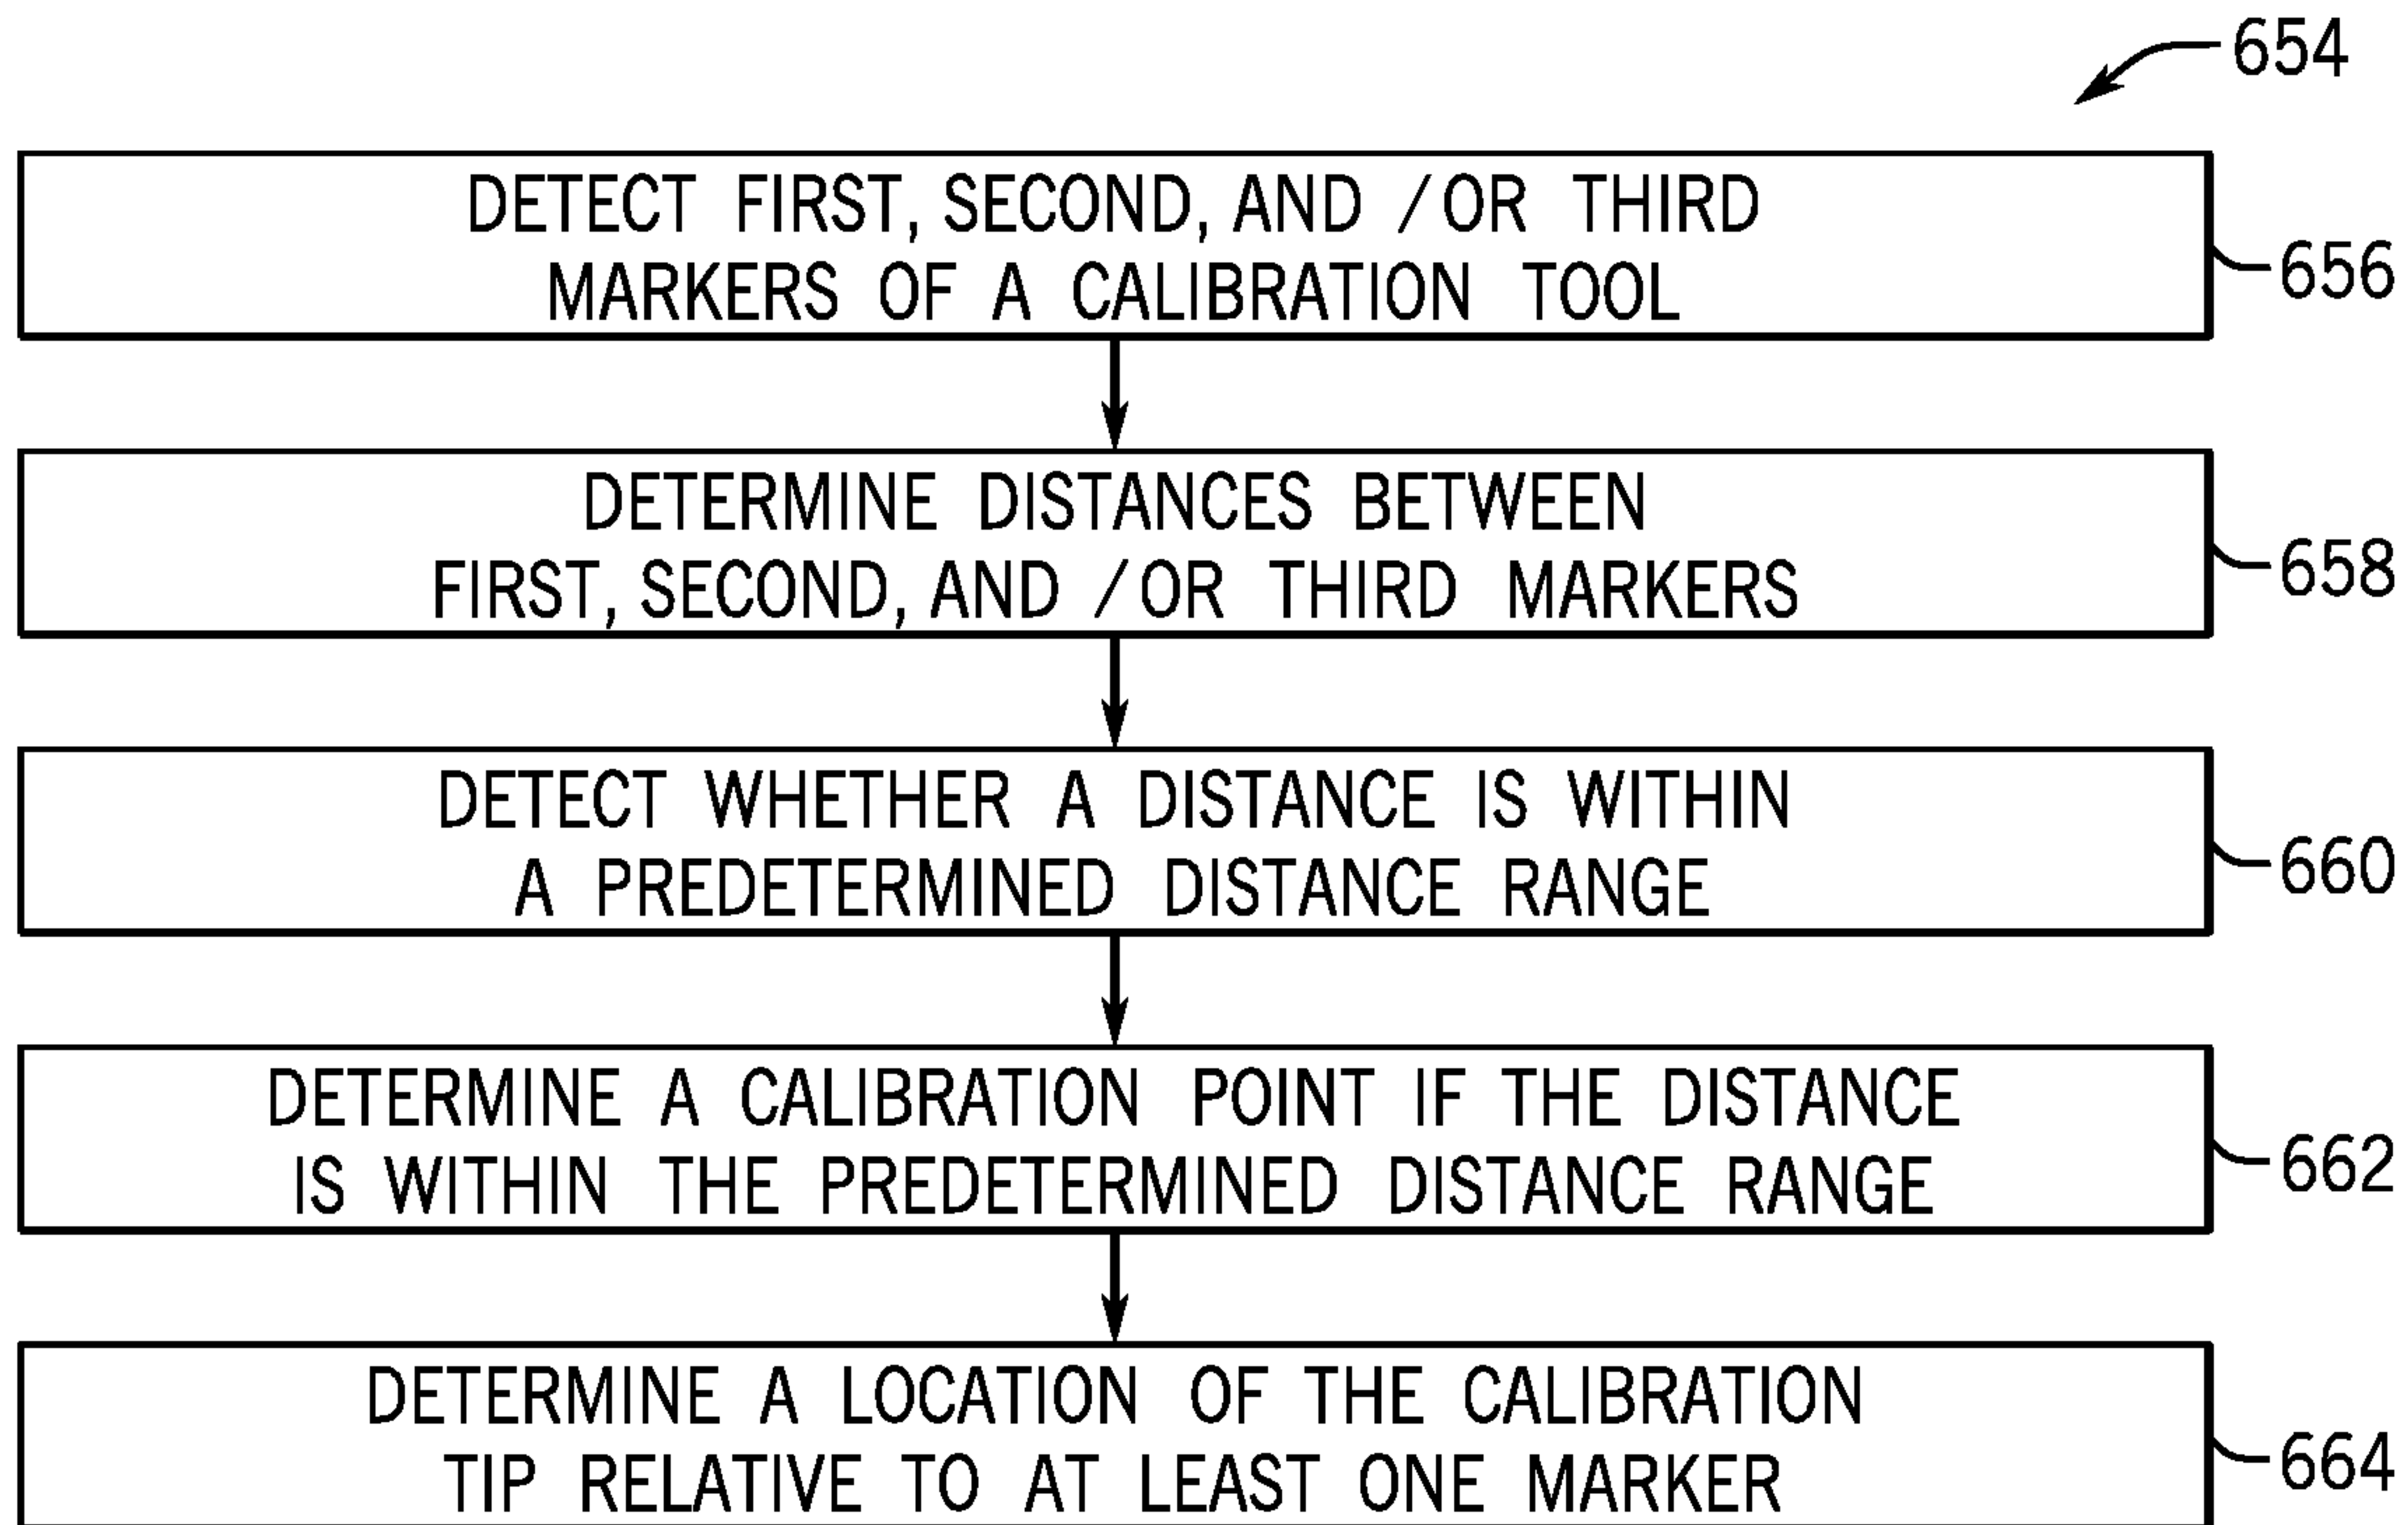 654
DETECT FIRST, SECOND, AND /OR THIRD
MARKERS OF A CALIBRATION TOOL
656
DETERMINE DISTANCES BETWEEN
FIRST, SECOND, AND /OR THIRD MARKERS
658
DETECT WHETHER A DISTANCE IS WITHIN
A PREDETERMINED DISTANCE RANGE
660
DETERMINE A CALIBRATION POINT IF THE DISTANCE
IS WITHIN THE PREDETERMINED DISTANCE RANGE
662
DETERMINE A LOCATION OF THE CALIBRATION
TIP RELATIVE TO AT LEAST ONE MARKER
664